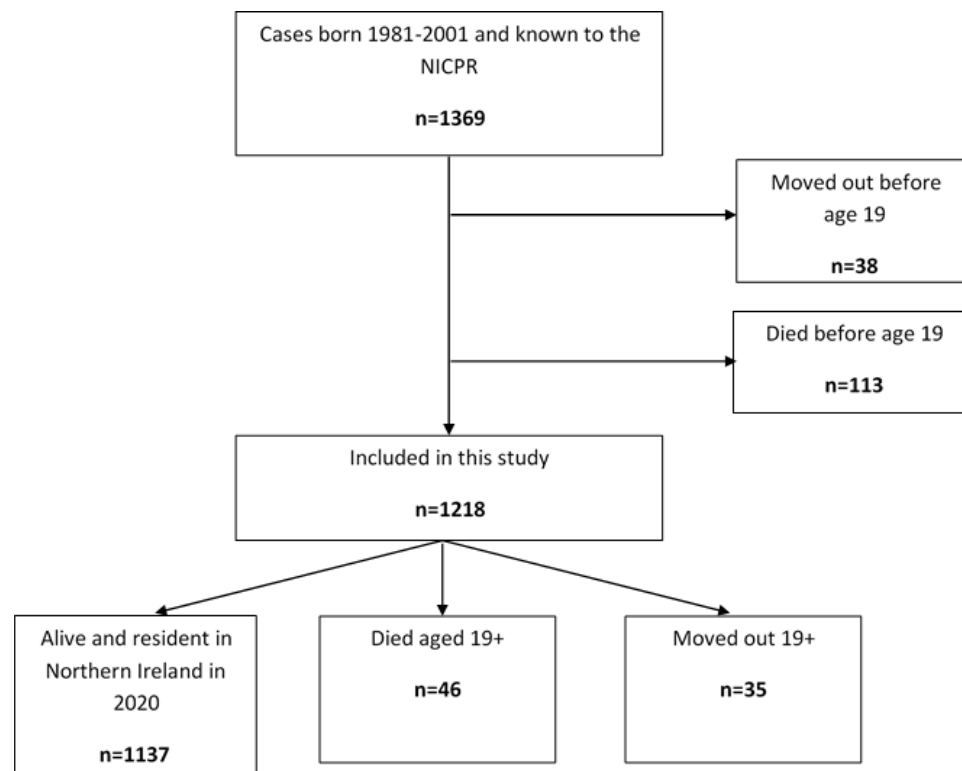 Cases born 1981-2001 and known to the
NICPR
n=1369
Moved out before
age 19
n=38
Died before age 19
n=113
Included in this study
n=1218
Alive and resident in
Northern Ireland in
2020
n=1137
Died aged 19+
n=46
Moved out 19+
n=35